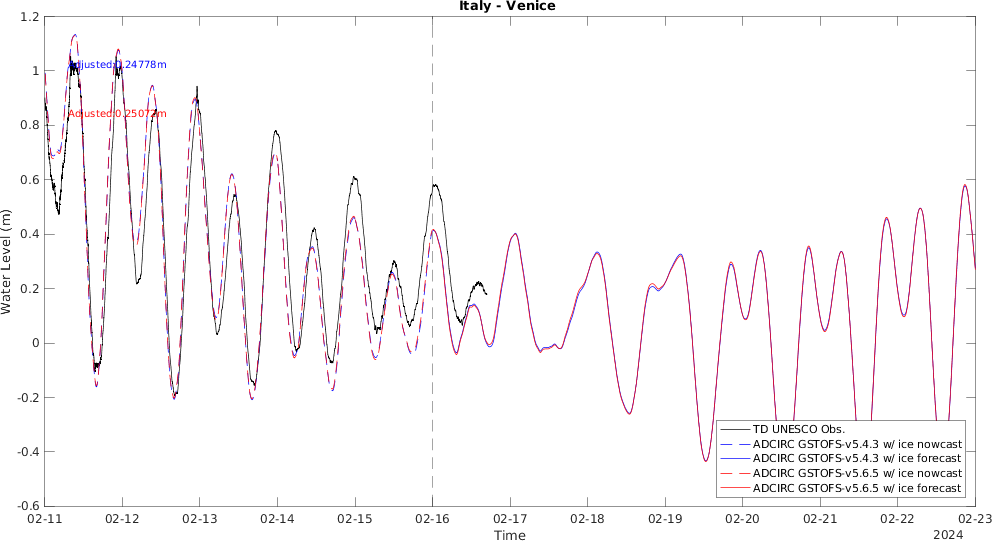 Italy - Venice
Water Level (m)
1.2
1
0.8
0.6
0.4
0.2
0
-0.2
-0.4
-0.6
Adjusted:0.24778m
Adjusted:0.25072m
TD UNESCO Obs.
ADCIRC GSTOFS-v5.4.3 w/ ice nowcast
ADCIRC GSTOFS-v5.4.3 w/ ice forecast
ADCIRC GSTOFS-v5.6.5 w/ ice nowcast
ADCIRC GSTOFS-v5.6.5 w/ ice forecast
02-11 02-12 02-13 02-14 02-15 02-16 02-17 02-18 02-19 02-20 02-21 02-22 02-23
Time
2024